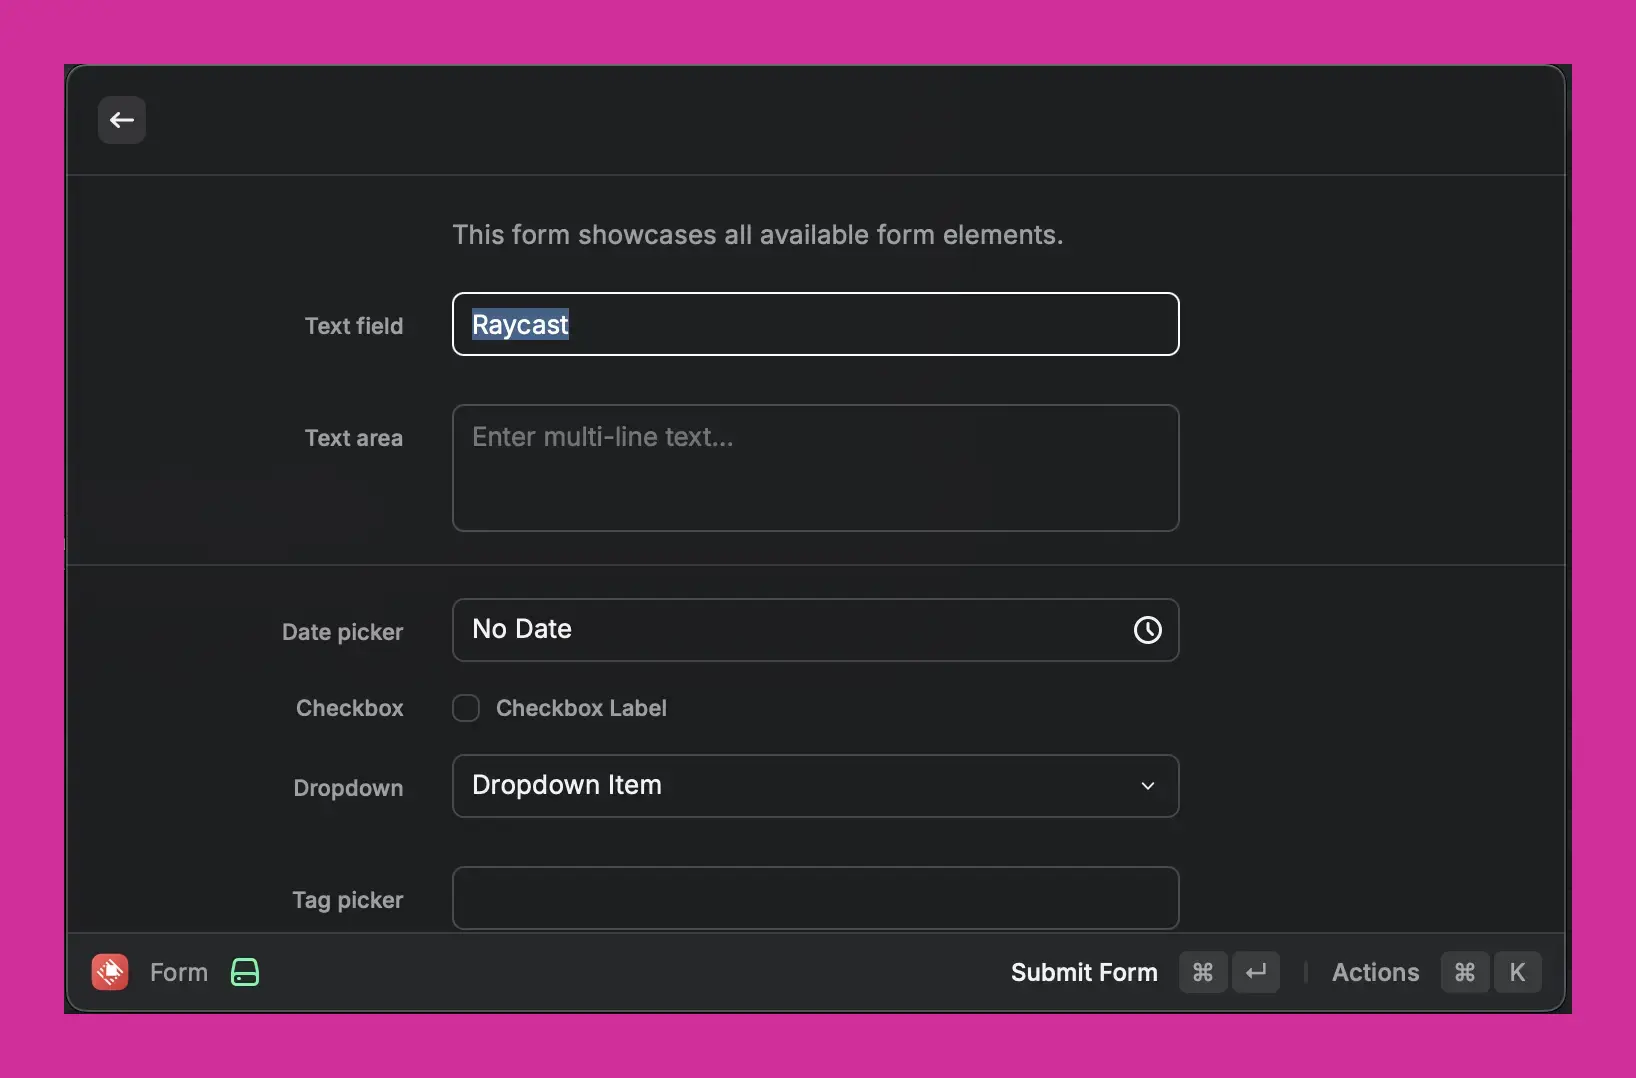 This form showcases all available form elements.
Text field Raycast
Text area Enter multi-line text...
Date picker No Date
Checkbox Checkbox Label
Dropdown Dropdown Item
Tag picker
Form Submit Form ⌘ ↵ Actions ⌘ K